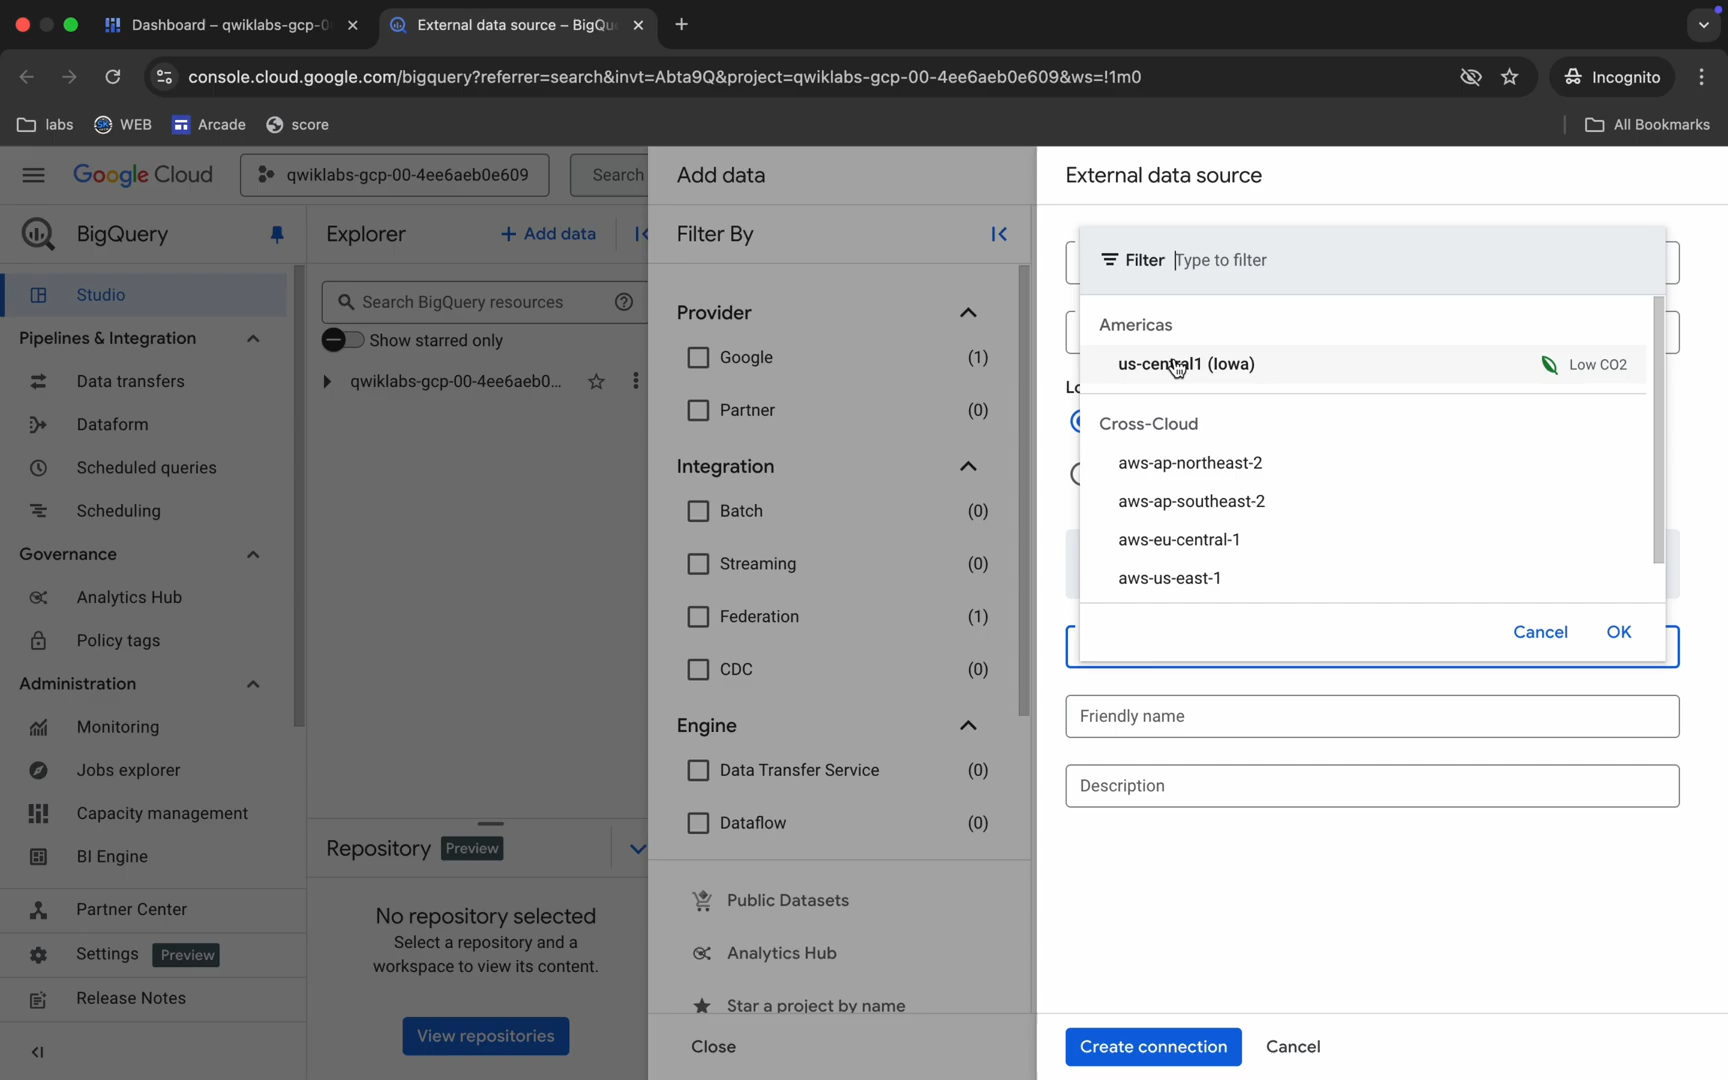 Dashboard – qwiklabs-gcp-0
External data source – BigQu
console.cloud.google.com/bigquery?referrer=search&invt=Abta9Q&project=qwiklabs-gcp-00-4ee6aeb0e609&ws=!1m0
Incognito
labs
WEB
Arcade
score
All Bookmarks
Google Cloud
qwiklabs-gcp-00-4ee6aeb0e609
Search
BigQuery
Studio
Pipelines & Integration
Data transfers
Dataform
Scheduled queries
Scheduling
Governance
Analytics Hub
Policy tags
Administration
Monitoring
Jobs explorer
Capacity management
BI Engine
Partner Center
Settings Preview
Release Notes
Explorer
+ Add data
Search BigQuery resources
Show starred only
qwiklabs-gcp-00-4ee6aeb0...
Repository Preview
No repository selected
Select a repository and a
workspace to view its content.
View repositories
Add data
Filter By
Provider
Google (1)
Partner (0)
Integration
Batch (0)
Streaming (0)
Federation (1)
CDC (0)
Engine
Data Transfer Service (0)
Dataflow (0)
Public Datasets
Analytics Hub
Star a project by name
Close
External data source
Filter Type to filter
Americas
us-central1 (Iowa) Low CO2
Cross-Cloud
aws-ap-northeast-2
aws-ap-southeast-2
aws-eu-central-1
aws-us-east-1
Cancel OK
Friendly name
Description
Create connection
Cancel